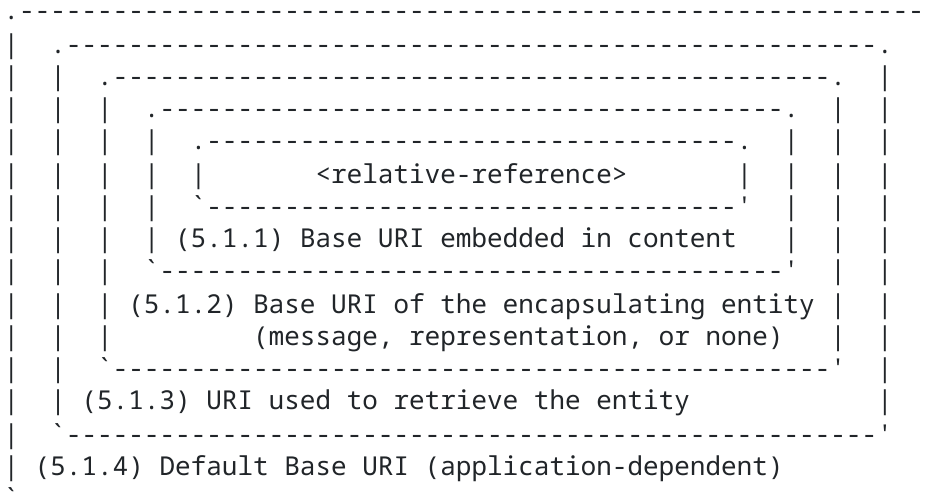 <relative-reference>
(5.1.1) Base URI embedded in content
(5.1.2) Base URI of the encapsulating entity
(message, representation, or none)
(5.1.3) URI used to retrieve the entity
(5.1.4) Default Base URI (application-dependent)